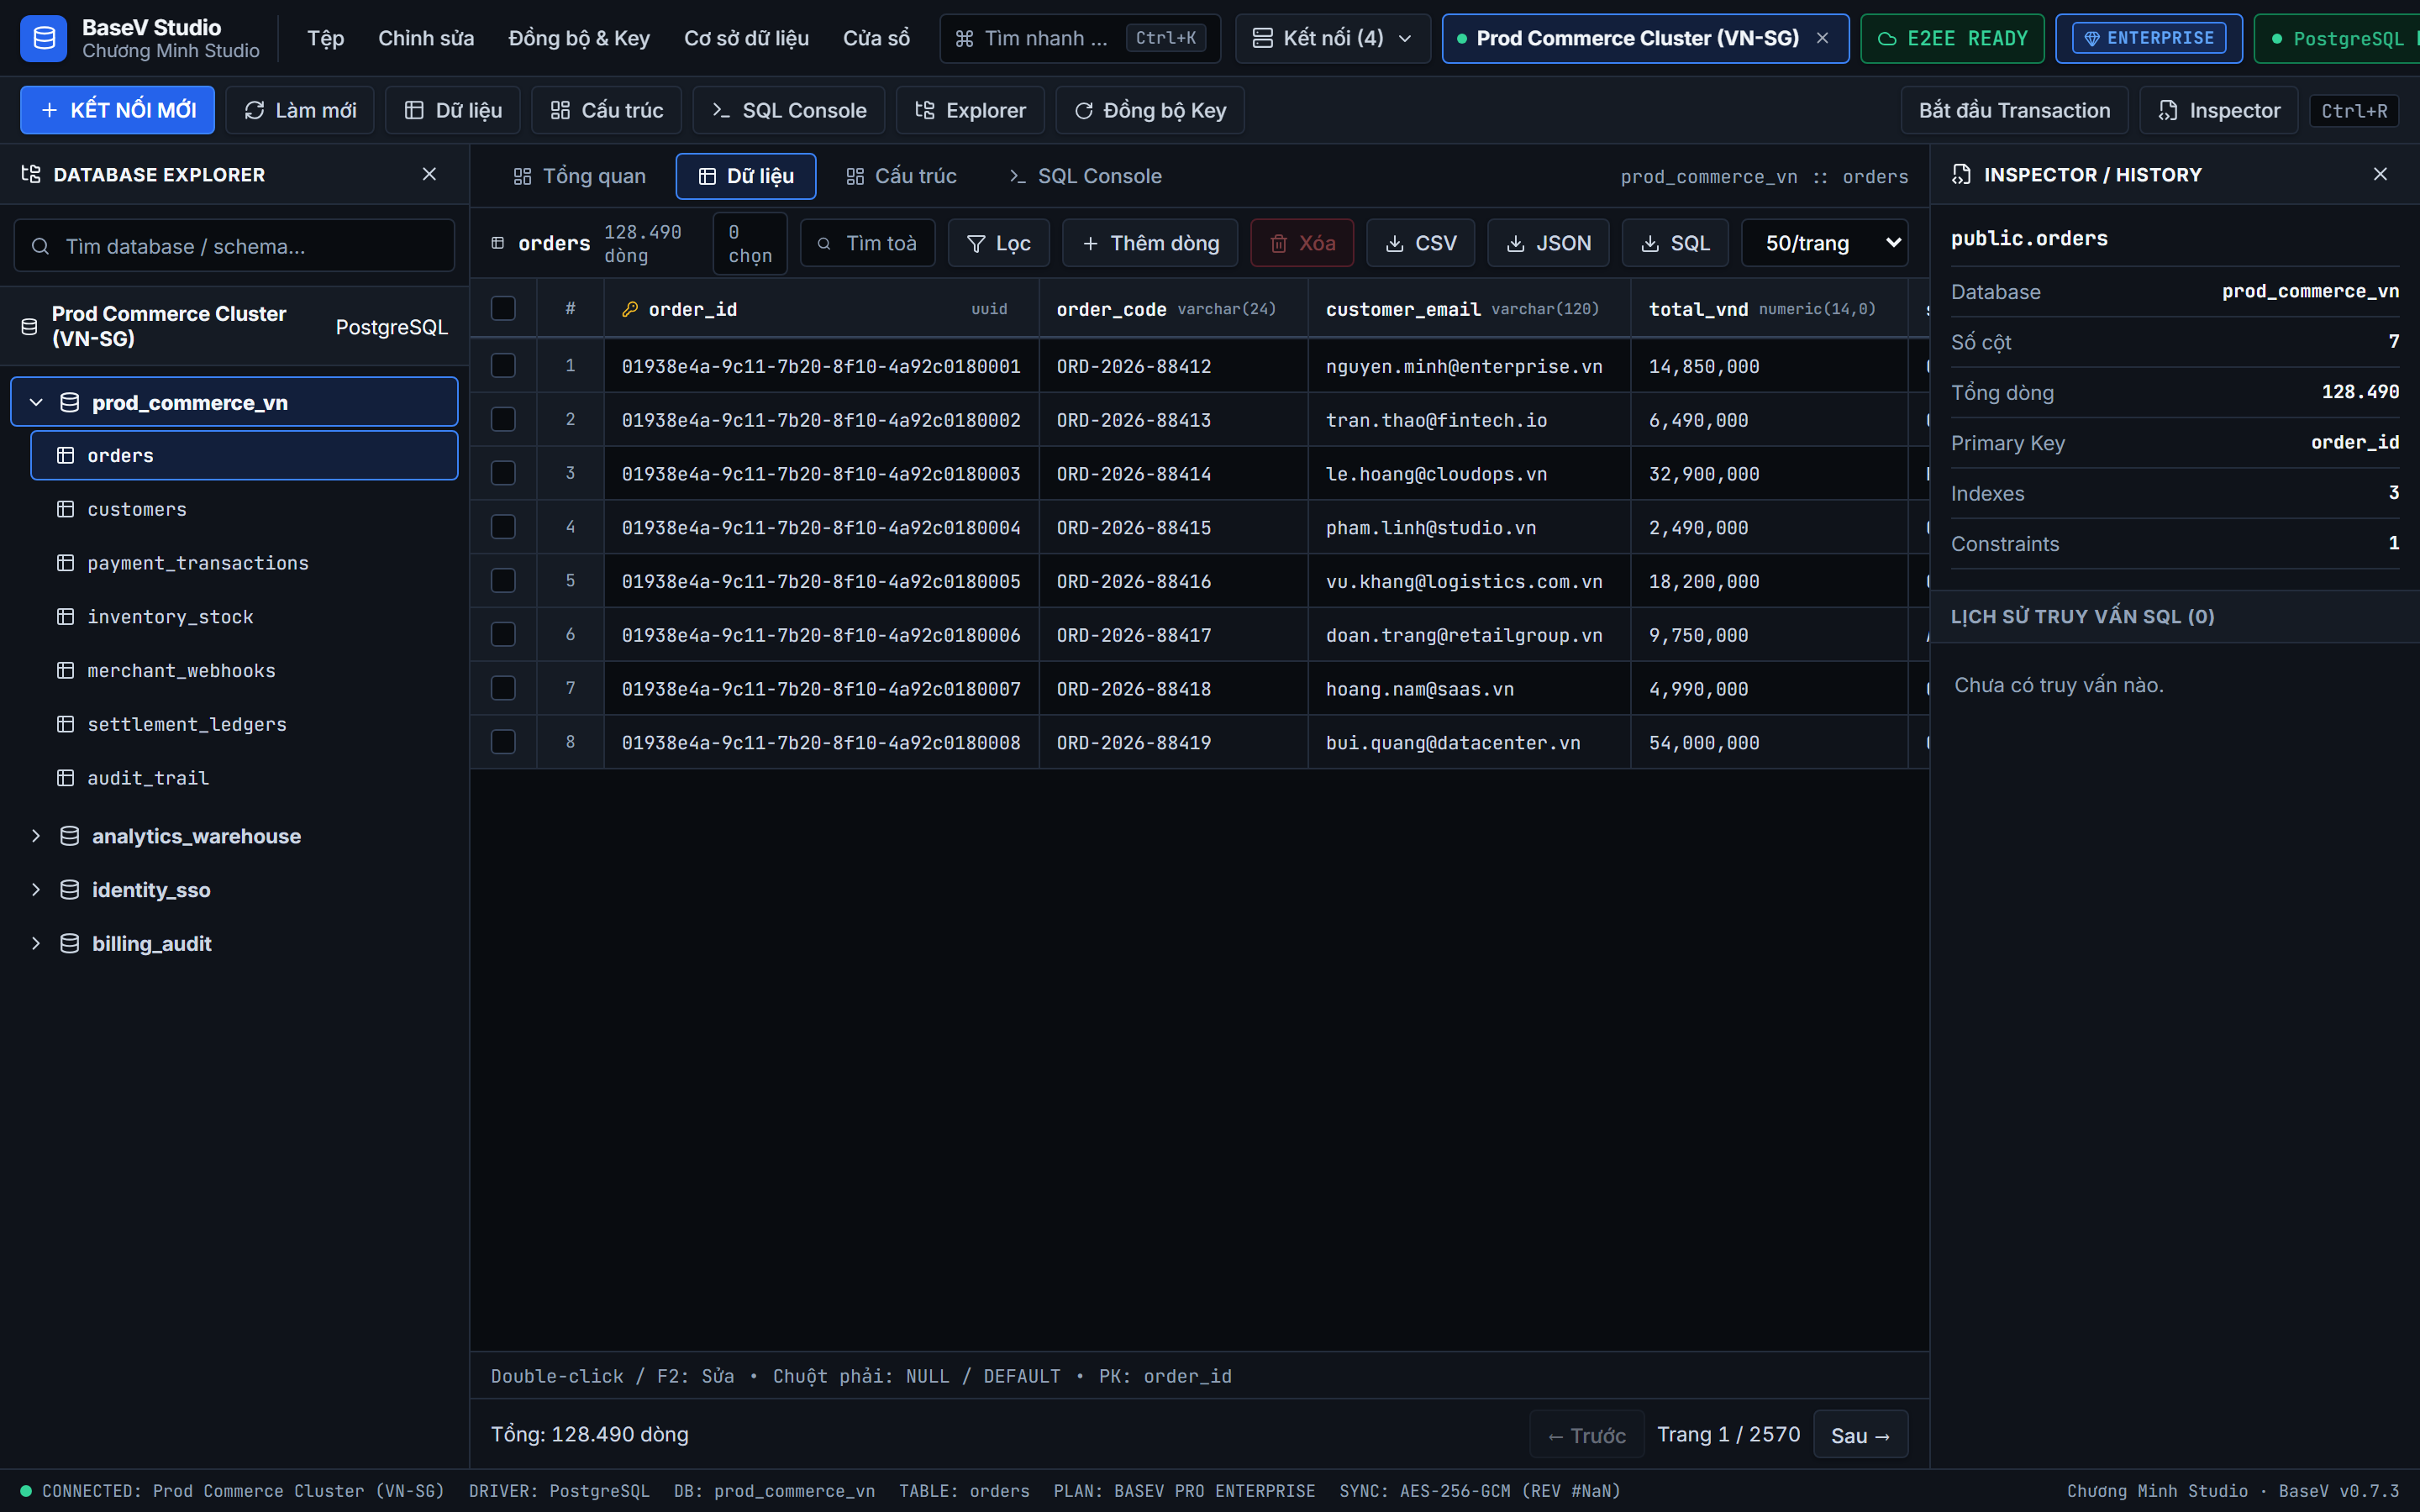 BaseV Studio
Chương Minh Studio
Tệp
Chỉnh sửa
Đồng bộ & Key
Cơ sở dữ liệu
Cửa sổ
Tìm nhanh ...
Ctrl+K
Kết nối (4)
Prod Commerce Cluster (VN-SG)
E2EE READY
ENTERPRISE
PostgreSQL
KẾT NỐI MỚI
Làm mới
Dữ liệu
Cấu trúc
SQL Console
Explorer
Đồng bộ Key
Bắt đầu Transaction
Inspector
Ctrl+R
DATABASE EXPLORER
Tìm database / schema...
Prod Commerce Cluster (VN-SG)
PostgreSQL
prod_commerce_vn
orders
customers
payment_transactions
inventory_stock
merchant_webhooks
settlement_ledgers
audit_trail
analytics_warehouse
identity_sso
billing_audit
Tổng quan
Dữ liệu
Cấu trúc
SQL Console
prod_commerce_vn :: orders
orders
128.490 dòng
0 chọn
Tìm toà
Lọc
+ Thêm dòng
Xóa
CSV
JSON
SQL
50/trang
# order_id uuid order_code varchar(24) customer_email varchar(120) total_vnd numeric(14,0)
1 01938e4a-9c11-7b20-8f10-4a92c0180001 ORD-2026-88412 nguyen.minh@enterprise.vn 14,850,000
2 01938e4a-9c11-7b20-8f10-4a92c0180002 ORD-2026-88413 tran.thao@fintech.io 6,490,000
3 01938e4a-9c11-7b20-8f10-4a92c0180003 ORD-2026-88414 le.hoang@cloudops.vn 32,900,000
4 01938e4a-9c11-7b20-8f10-4a92c0180004 ORD-2026-88415 pham.linh@studio.vn 2,490,000
5 01938e4a-9c11-7b20-8f10-4a92c0180005 ORD-2026-88416 vu.khang@logistics.com.vn 18,200,000
6 01938e4a-9c11-7b20-8f10-4a92c0180006 ORD-2026-88417 doan.trang@retailgroup.vn 9,750,000
7 01938e4a-9c11-7b20-8f10-4a92c0180007 ORD-2026-88418 hoang.nam@saas.vn 4,990,000
8 01938e4a-9c11-7b20-8f10-4a92c0180008 ORD-2026-88419 bui.quang@datacenter.vn 54,000,000
Double-click / F2: Sửa • Chuột phải: NULL / DEFAULT • PK: order_id
Tổng: 128.490 dòng
← Trước
Trang 1 / 2570
Sau →
INSPECTOR / HISTORY
public.orders
Database prod_commerce_vn
Số cột 7
Tổng dòng 128.490
Primary Key order_id
Indexes 3
Constraints 1
LỊCH SỬ TRUY VẤN SQL (0)
Chưa có truy vấn nào.
CONNECTED: Prod Commerce Cluster (VN-SG) DRIVER: PostgreSQL DB: prod_commerce_vn TABLE: orders PLAN: BASEV PRO ENTERPRISE SYNC: AES-256-GCM (REV #NaN)
Chương Minh Studio · BaseV v0.7.3